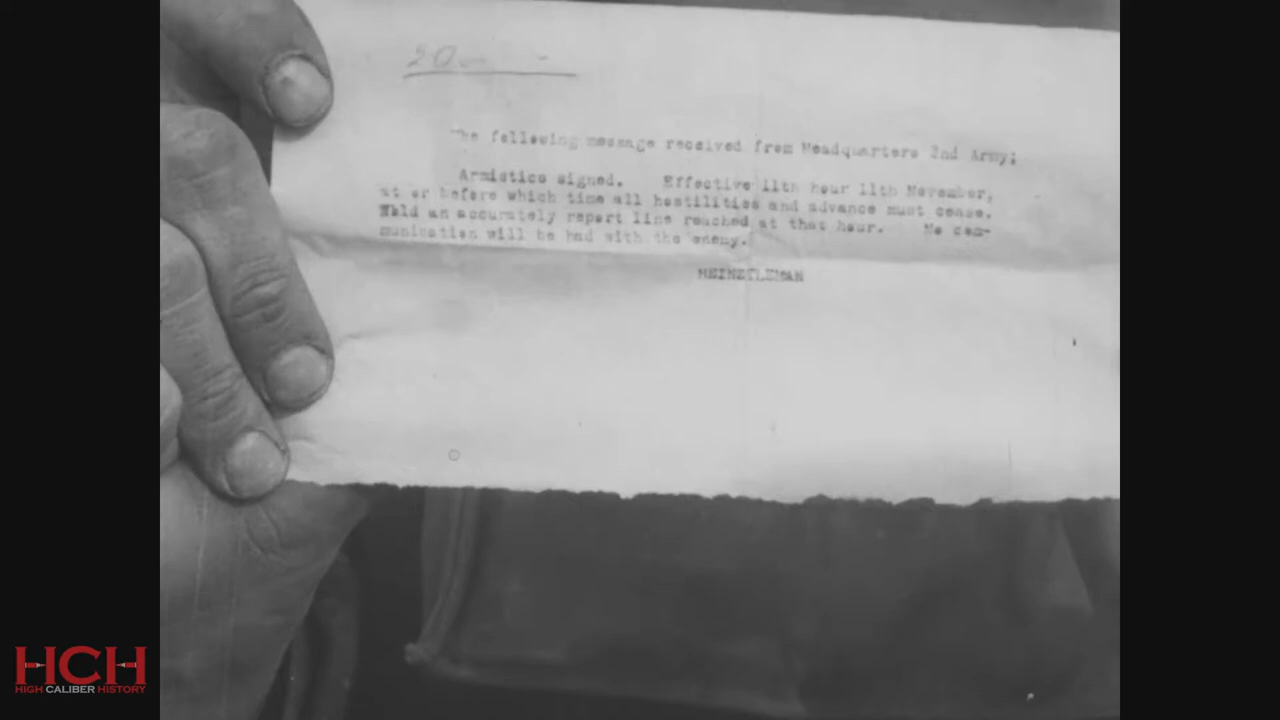 20
The following message received from Headquarters 2nd Army:
Armistice signed. Effective 11th hour 11th November,
at or before which time all hostilities and advance must cease.
Hold an accurately report line reached at that hour. No com-
munication will be had with the enemy.
HEINTZLEMAN
HCH
HIGH CALIBER HISTORY